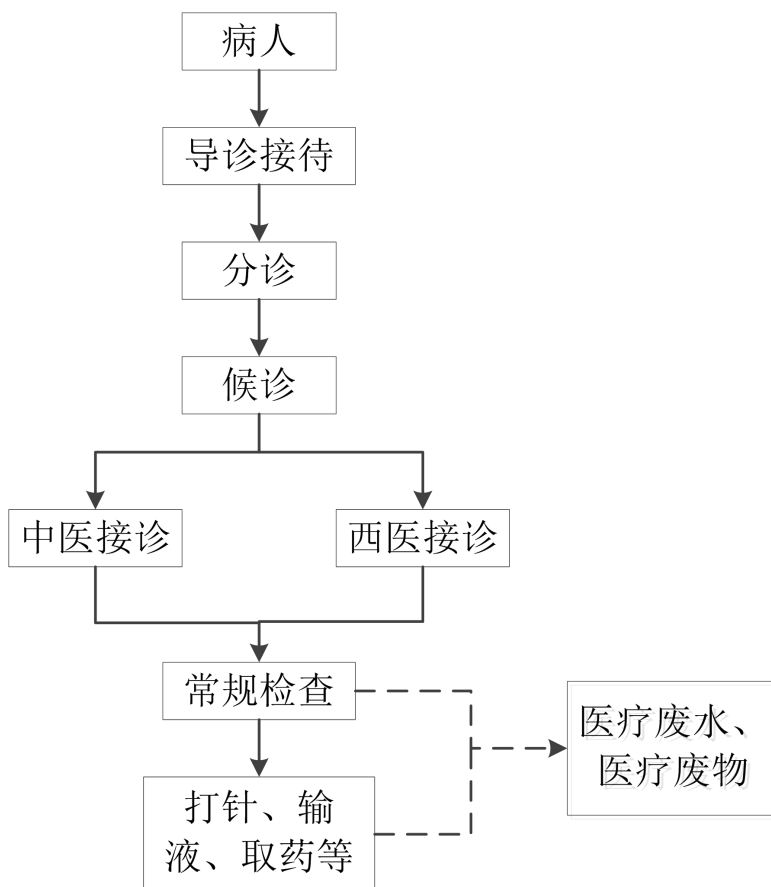 病人
导诊接待
分诊
候诊
中医接诊
西医接诊
常规检查
医疗废水、
医疗废物
打针、输
液、取药等